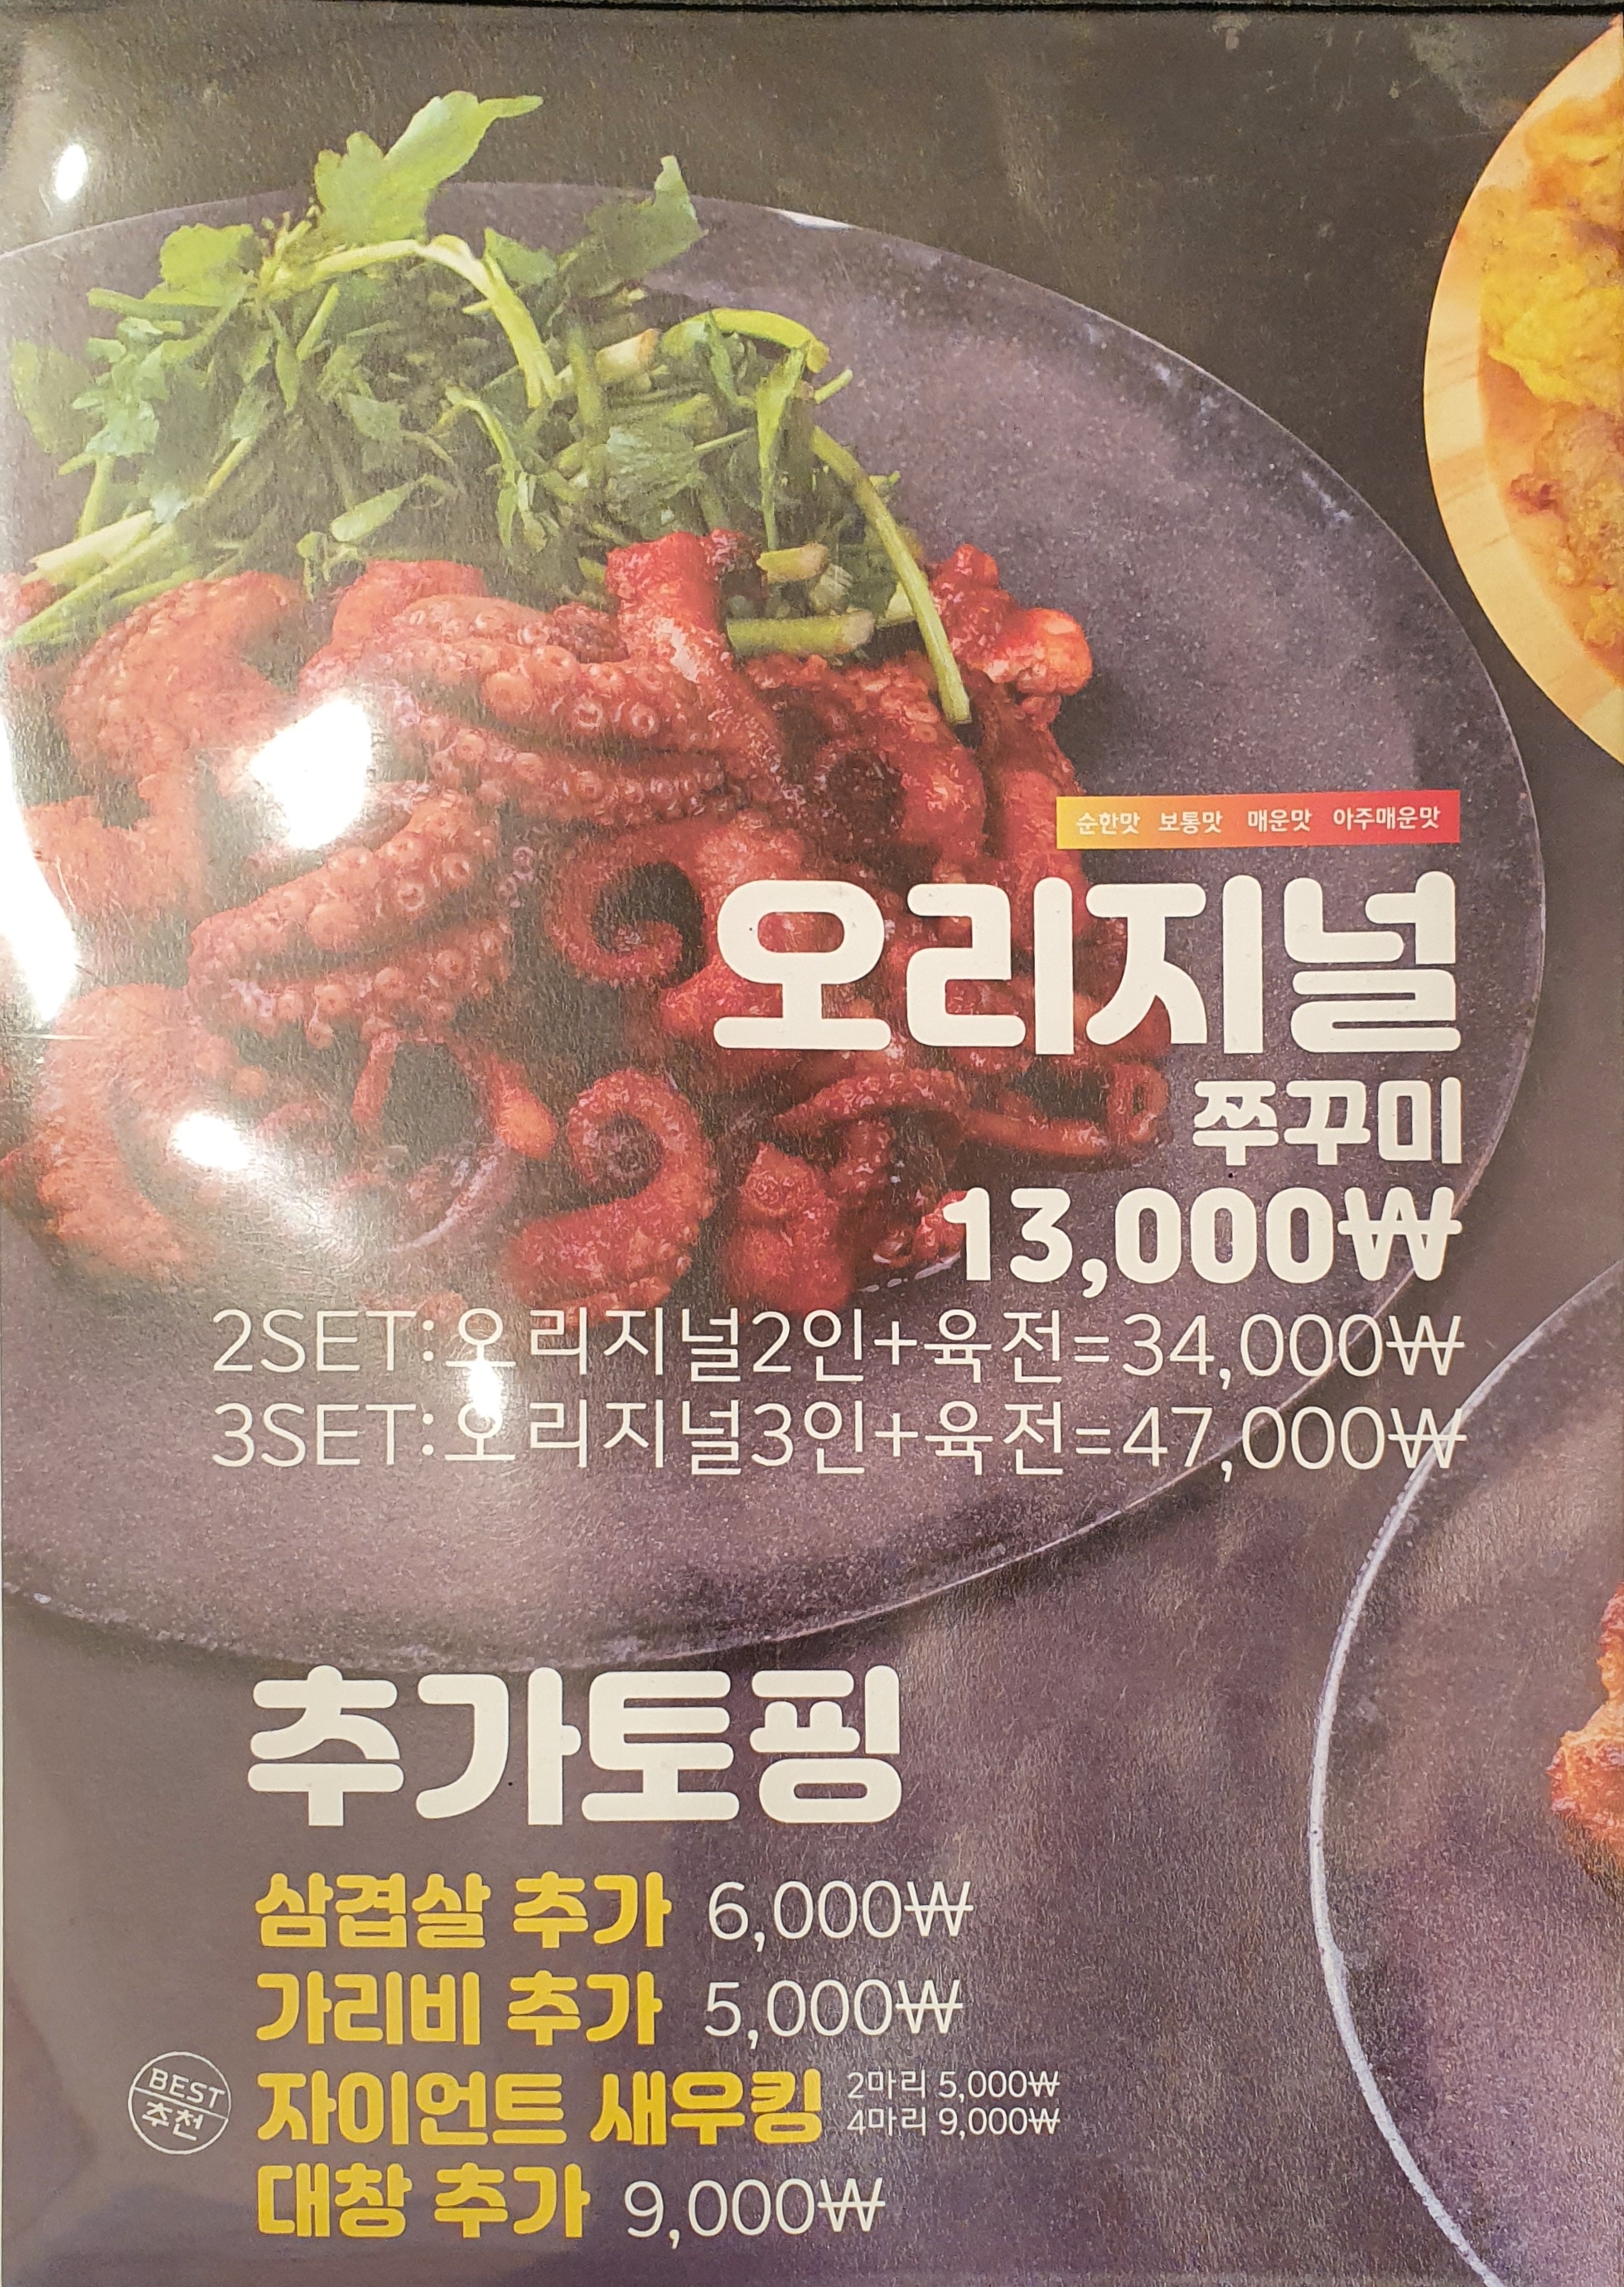 순한맛 보통맛 매운맛 아주매운맛
오리지널
쭈꾸미
13,000₩
2SET:오리지널2인+육전=34,000₩
3SET:오리지널3인+육전=47,000₩
추가토핑
삼겹살 추가 6,000₩
가리비 추가 5,000₩
BEST
추천
자이언트 새우킹
2마리 5,000₩
4마리 9,000₩
대창 추가 9,000₩